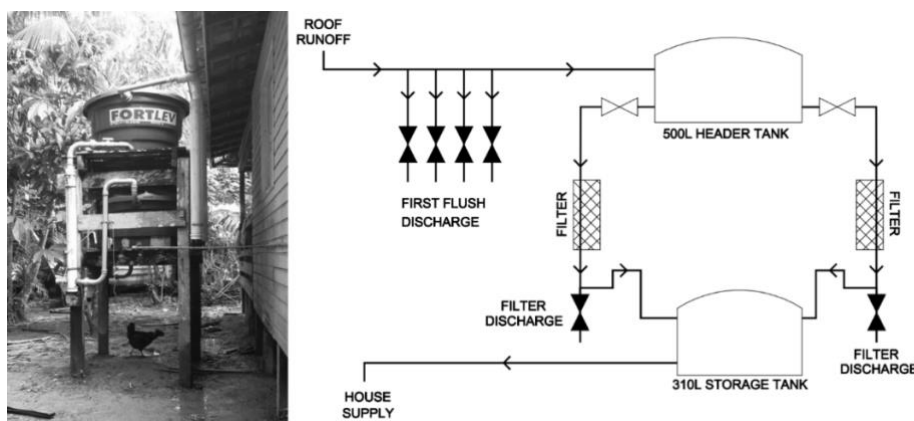 FORTLEV
ROOF
RUNOFF
500L HEADER TANK
FIRST FLUSH
DISCHARGE
FILTER
FILTER
FILTER
DISCHARGE
310L STORAGE TANK
FILTER
DISCHARGE
HOUSE
SUPPLY